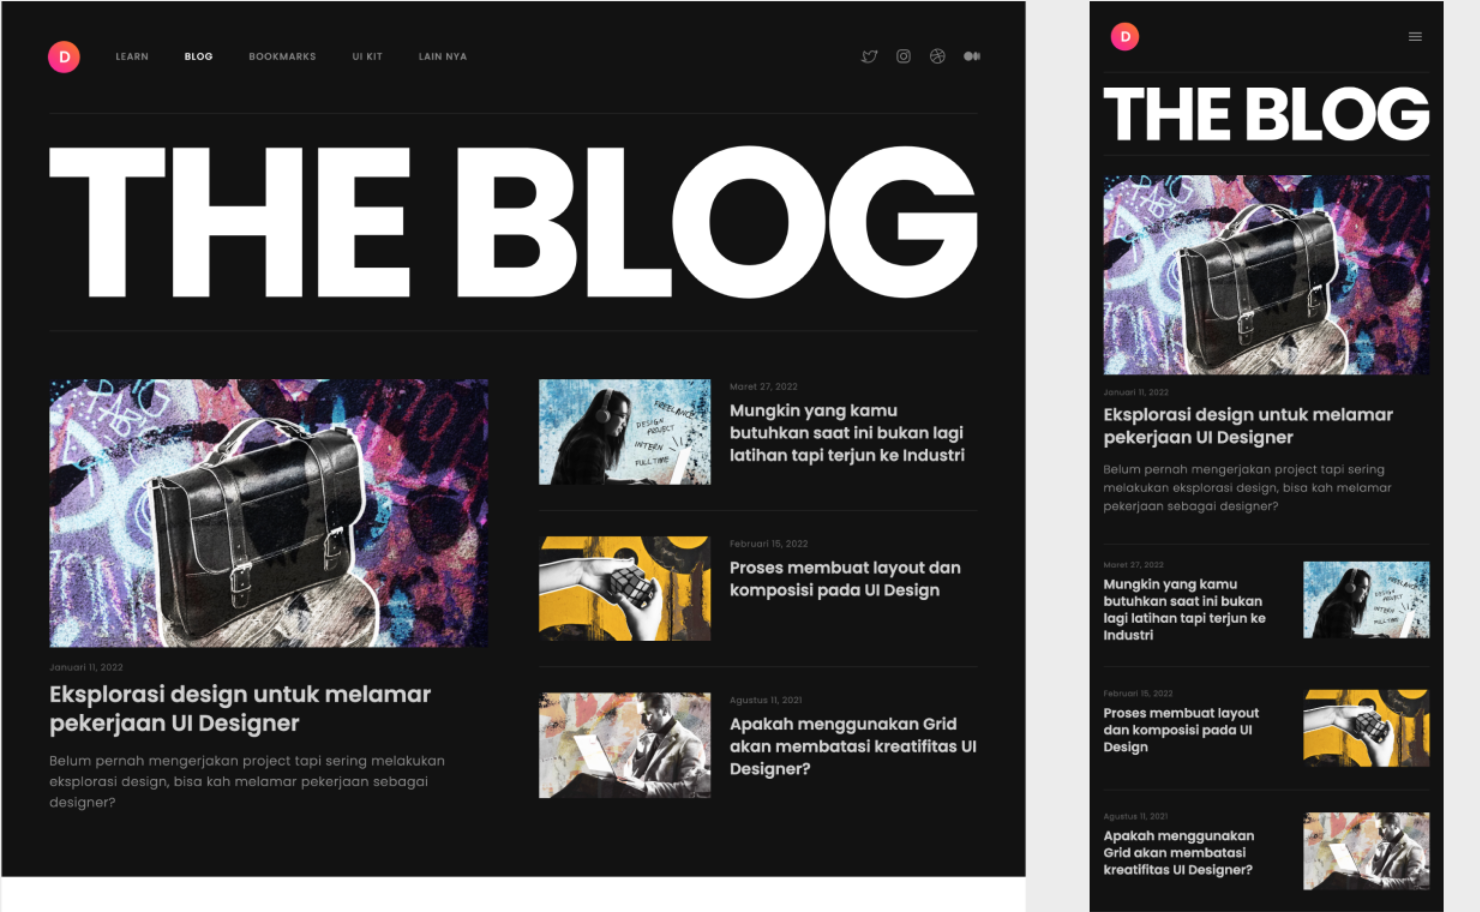 D
LEARN
BLOG
BOOKMARKS
UI KIT
LAIN NYA
THE BLOG
Januari 11, 2022
Eksplorasi design untuk melamar
pekerjaan UI Designer
Belum pernah mengerjakan project tapi sering melakukan
eksplorasi design, bisa kah melamar pekerjaan sebagai
designer?
FREELANCE
DESIGN
PROJECT
INTERN
FULL TIME
Maret 27, 2022
Mungkin yang kamu
butuhkan saat ini bukan lagi
latihan tapi terjun ke Industri
Februari 15, 2022
Proses membuat layout dan
komposisi pada UI Design
Agustus 11, 2021
Apakah menggunakan Grid
akan membatasi kreatifitas UI
Designer?
D
THE BLOG
Januari 11, 2022
Eksplorasi design untuk melamar
pekerjaan UI Designer
Belum pernah mengerjakan project tapi sering
melakukan eksplorasi design, bisa kah melamar
pekerjaan sebagai designer?
Maret 27, 2022
Mungkin yang kamu
butuhkan saat ini bukan
lagi latihan tapi terjun ke
Industri
FREELANCE
DESIGN
PROJECT
INTERN
FULL TIME
Februari 15, 2022
Proses membuat layout
dan komposisi pada UI
Design
Agustus 11, 2021
Apakah menggunakan
Grid akan membatasi
kreatifitas UI Designer?